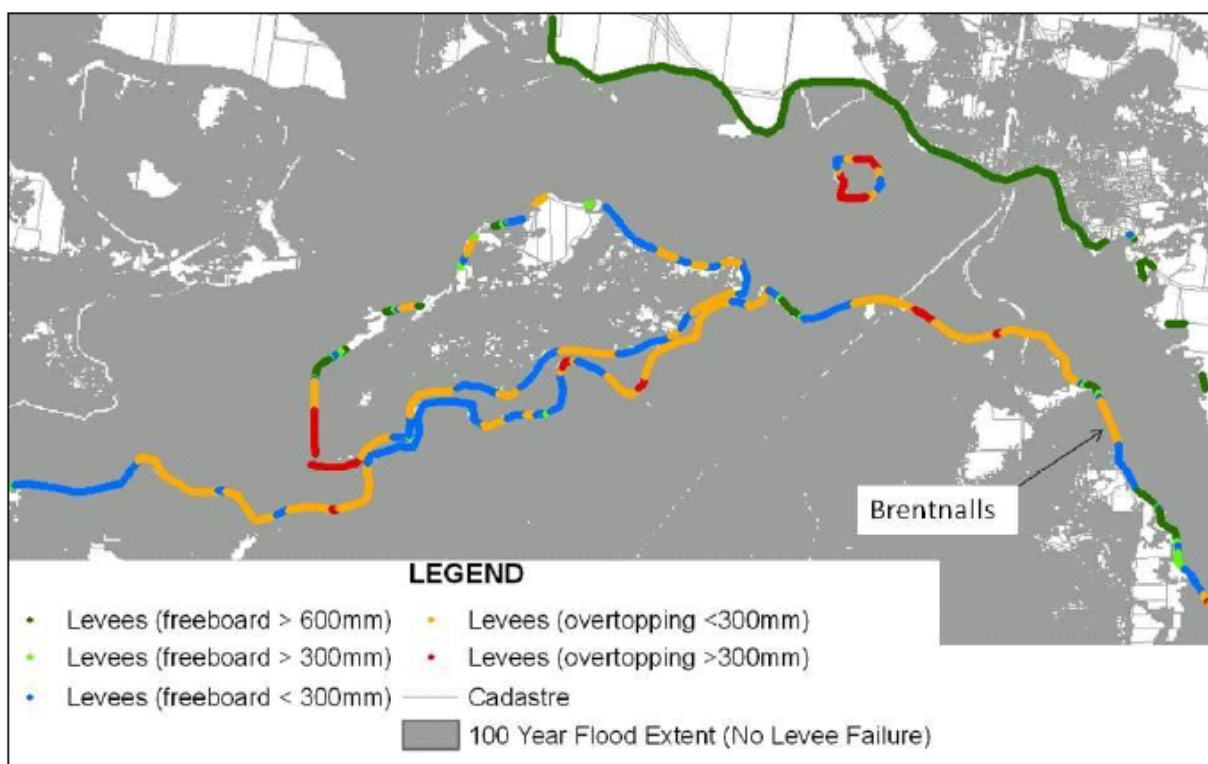 Brentnalls
LEGEND
Levees (freeboard > 600mm)
Levees (freeboard > 300mm)
Levees (freeboard < 300mm)
Levees (overtopping <300mm)
Levees (overtopping >300mm)
Cadastre
100 Year Flood Extent (No Levee Failure)